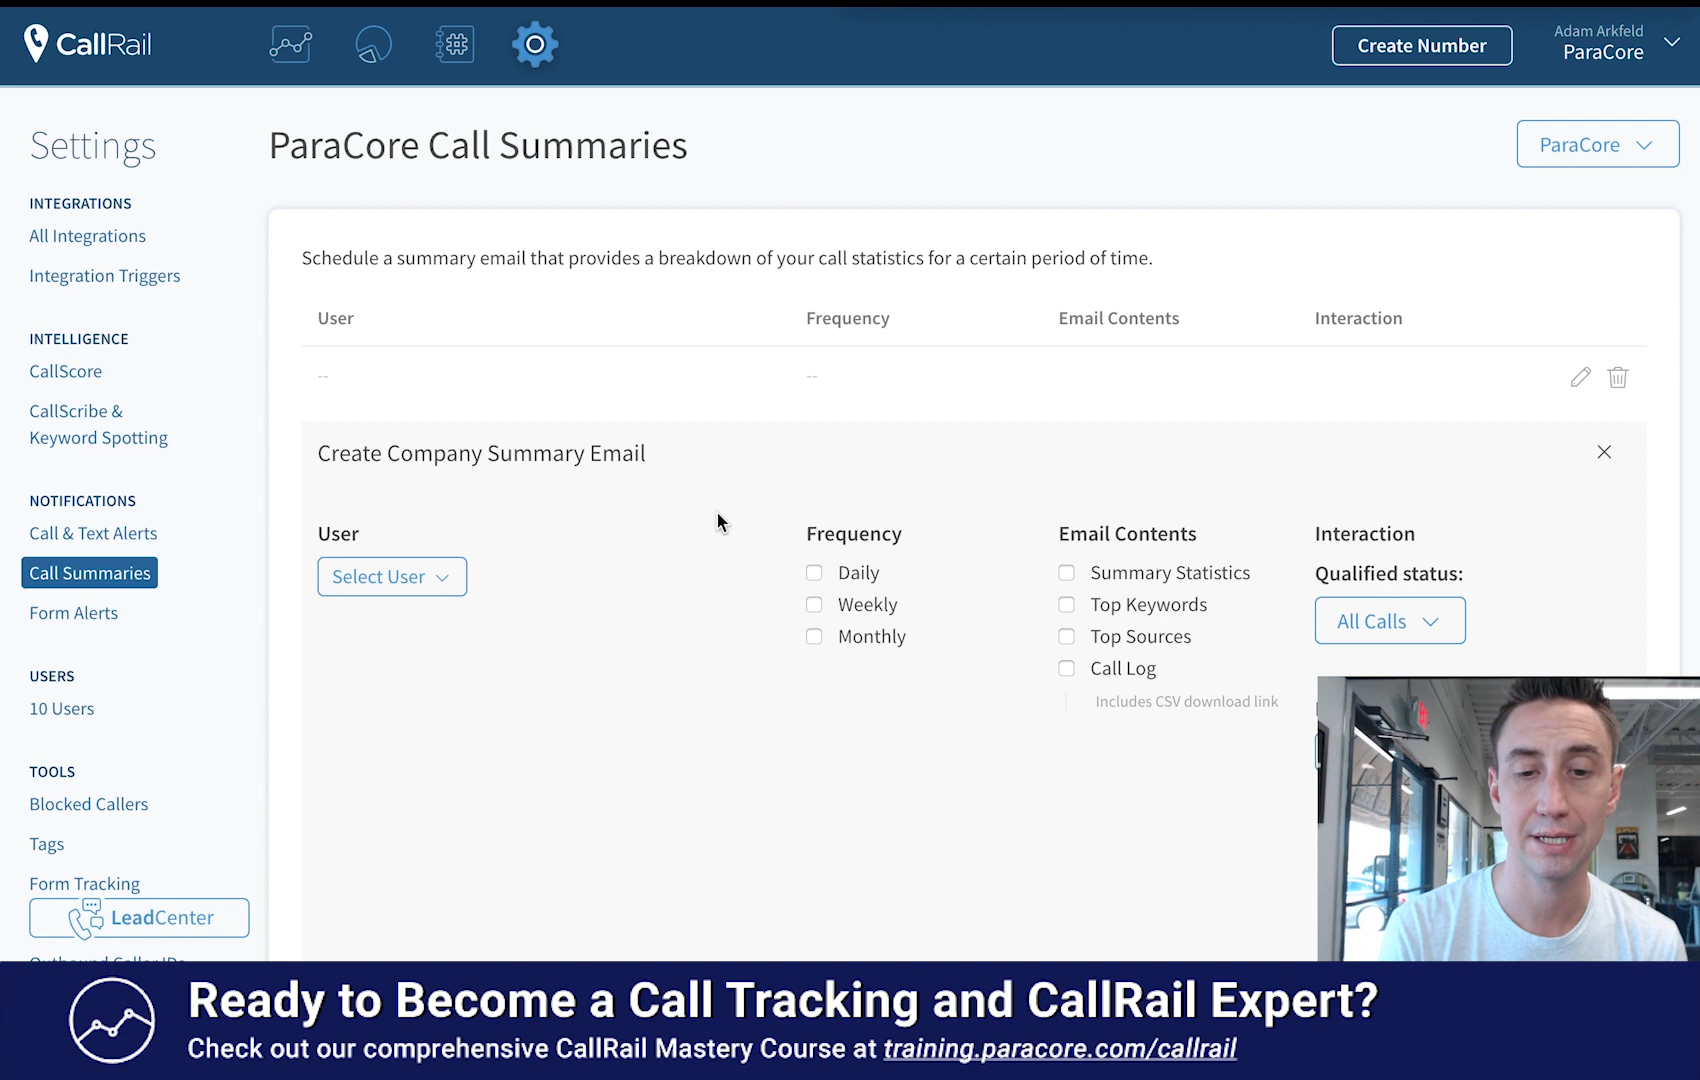 CallRail
Create Number
Adam Arkfeld
ParaCore
Settings
ParaCore Call Summaries
ParaCore
INTEGRATIONS
All Integrations
Integration Triggers
INTELLIGENCE
CallScore
CallScribe &
Keyword Spotting
NOTIFICATIONS
Call & Text Alerts
Call Summaries
Form Alerts
USERS
10 Users
TOOLS
Blocked Callers
Tags
Form Tracking
LeadCenter
Outbound Caller IDs
Schedule a summary email that provides a breakdown of your call statistics for a certain period of time.
User Frequency Email Contents Interaction
-- --
Create Company Summary Email
User
Select User
Frequency
Daily
Weekly
Monthly
Email Contents
Summary Statistics
Top Keywords
Top Sources
Call Log
Includes CSV download link
Interaction
Qualified status:
All Calls
Ready to Become a Call Tracking and CallRail Expert?
Check out our comprehensive CallRail Mastery Course at training.paracore.com/callrail